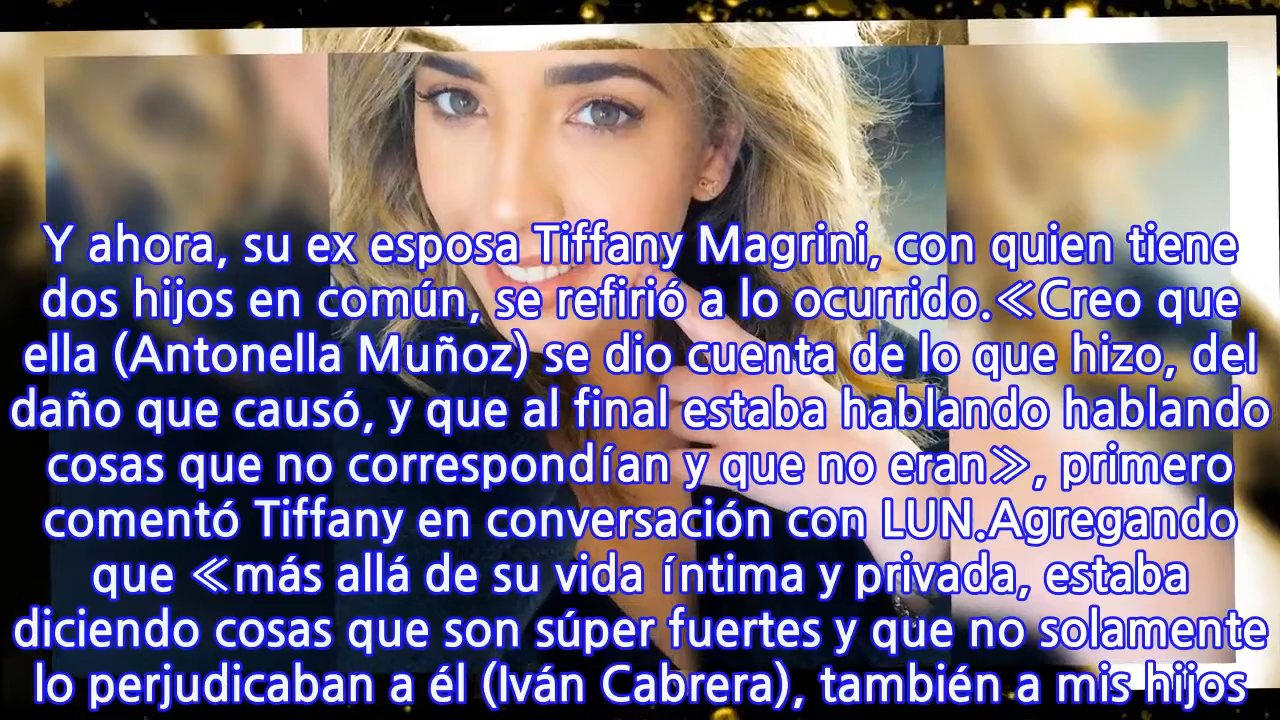 Y ahora, su ex esposa Tiffany Magrini, con quien tiene
dos hijos en común, se refirió a lo ocurrido.≪Creo que
ella (Antonella Muñoz) se dio cuenta de lo que hizo, del
daño que causó, y que al final estaba hablando hablando
cosas que no correspondían y que no eran≫, primero
comentó Tiffany en conversación con LUN.Agregando
que ≪más allá de su vida íntima y privada, estaba
diciendo cosas que son súper fuertes y que no solamente
lo perjudicaban a él (Iván Cabrera), también a mis hijos